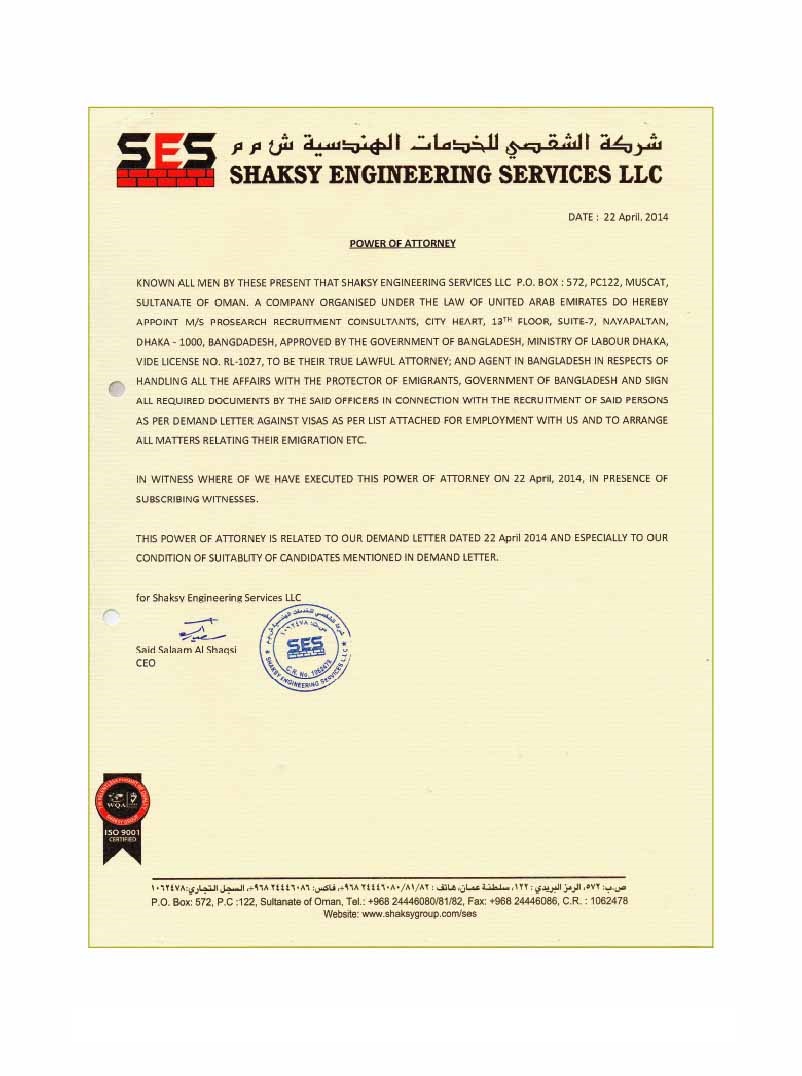 SES
شركة الشقصي للخدمات الهندسية ش م م
SHAKSY ENGINEERING SERVICES LLC
DATE : 22 April, 2014
POWER OF ATTORNEY
KNOWN ALL MEN BY THESE PRESENT THAT SHAKSY ENGINEERING SERVICES LLC P.O. BOX : 572, PC122, MUSCAT,
SULTANATE OF OMAN. A COMPANY ORGANISED UNDER THE LAW OF UNITED ARAB EMIRATES DO HEREBY
APPOINT M/S PROSEARCH RECRUITMENT CONSULTANTS, CITY HEART, 13TH FLOOR, SUITE-7, NAYAPALTAN,
DHAKA - 1000, BANGDADESH, APPROVED BY THE GOVERNMENT OF BANGLADESH, MINISTRY OF LABOUR DHAKA,
VIDE LICENSE NO. RL-1027, TO BE THEIR TRUE LAWFUL ATTORNEY; AND AGENT IN BANGLADESH IN RESPECTS OF
HANDLING ALL THE AFFAIRS WITH THE PROTECTOR OF EMIGRANTS, GOVERNMENT OF BANGLADESH AND SIIGN
ALL REQUIRED DOCUMENTS BY THE SAID OFFICERS IN CONNECTION WITH THE RECRUITMENT OF SAID PERSONS
AS PER DEMAND LETTER AGAINST VISAS AS PER LIST ATTACHED FOR EMPLOYMENT WITH US AND TO ARRANGE
ALL MATTERS RELATING THEIR EMIGRATION ETC.
IN WITNESS WHERE OF WE HAVE EXECUTED THIS POWER OF ATTORNEY ON 22 April, 2014, IN PRESENCE OF
SUBSCRIBING WITNESSES.
THIS POWER OF ATTORNEY IS RELATED TO OUR DEMAND LETTER DATED 22 April 2014 AND ESPECIALLY TO OUR
CONDITION OF SUITABLITY OF CANDIDATES MENTIONED IN DEMAND LETTER.
for Shaksy Engineering Services LLC
Said Salaam Al Shaqsi
CEO
شركة الشقصي للخدمات الهندسية ش.م.م
س.ت: ١٠٦٢٤٧٨
SES
C.R. No. 1062478
★ SHAKSY ENGINEERING SERVICES L.L.C ★
SHAKSY GROUP
WQA
ISO 9001
CERTIFIED
ص.ب: ٥٧٢، الرمز البريدي : ١٢٢، سلطنة عمان، هاتف : ٢٤٤٤٦٠٨٠/٨١/٨٢ ٩٦٨+، فاكس: ٢٤٤٤٦٠٨٦ ٩٦٨+، السجل التجاري:١٠٦٢٤٧٨
P.O. Box: 572, P.C :122, Sultanate of Oman, Tel.: +968 24446080/81/82, Fax: +968 24446086, C.R. : 1062478
Website: www.shaksygroup.com/ses